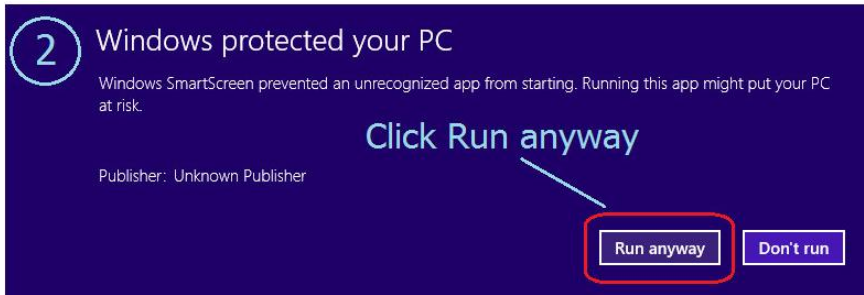 2
Windows protected your PC
Windows SmartScreen prevented an unrecognized app from starting. Running this app might put your PC
at risk.
Click Run anyway
Publisher: Unknown Publisher
Run anyway
Don't run